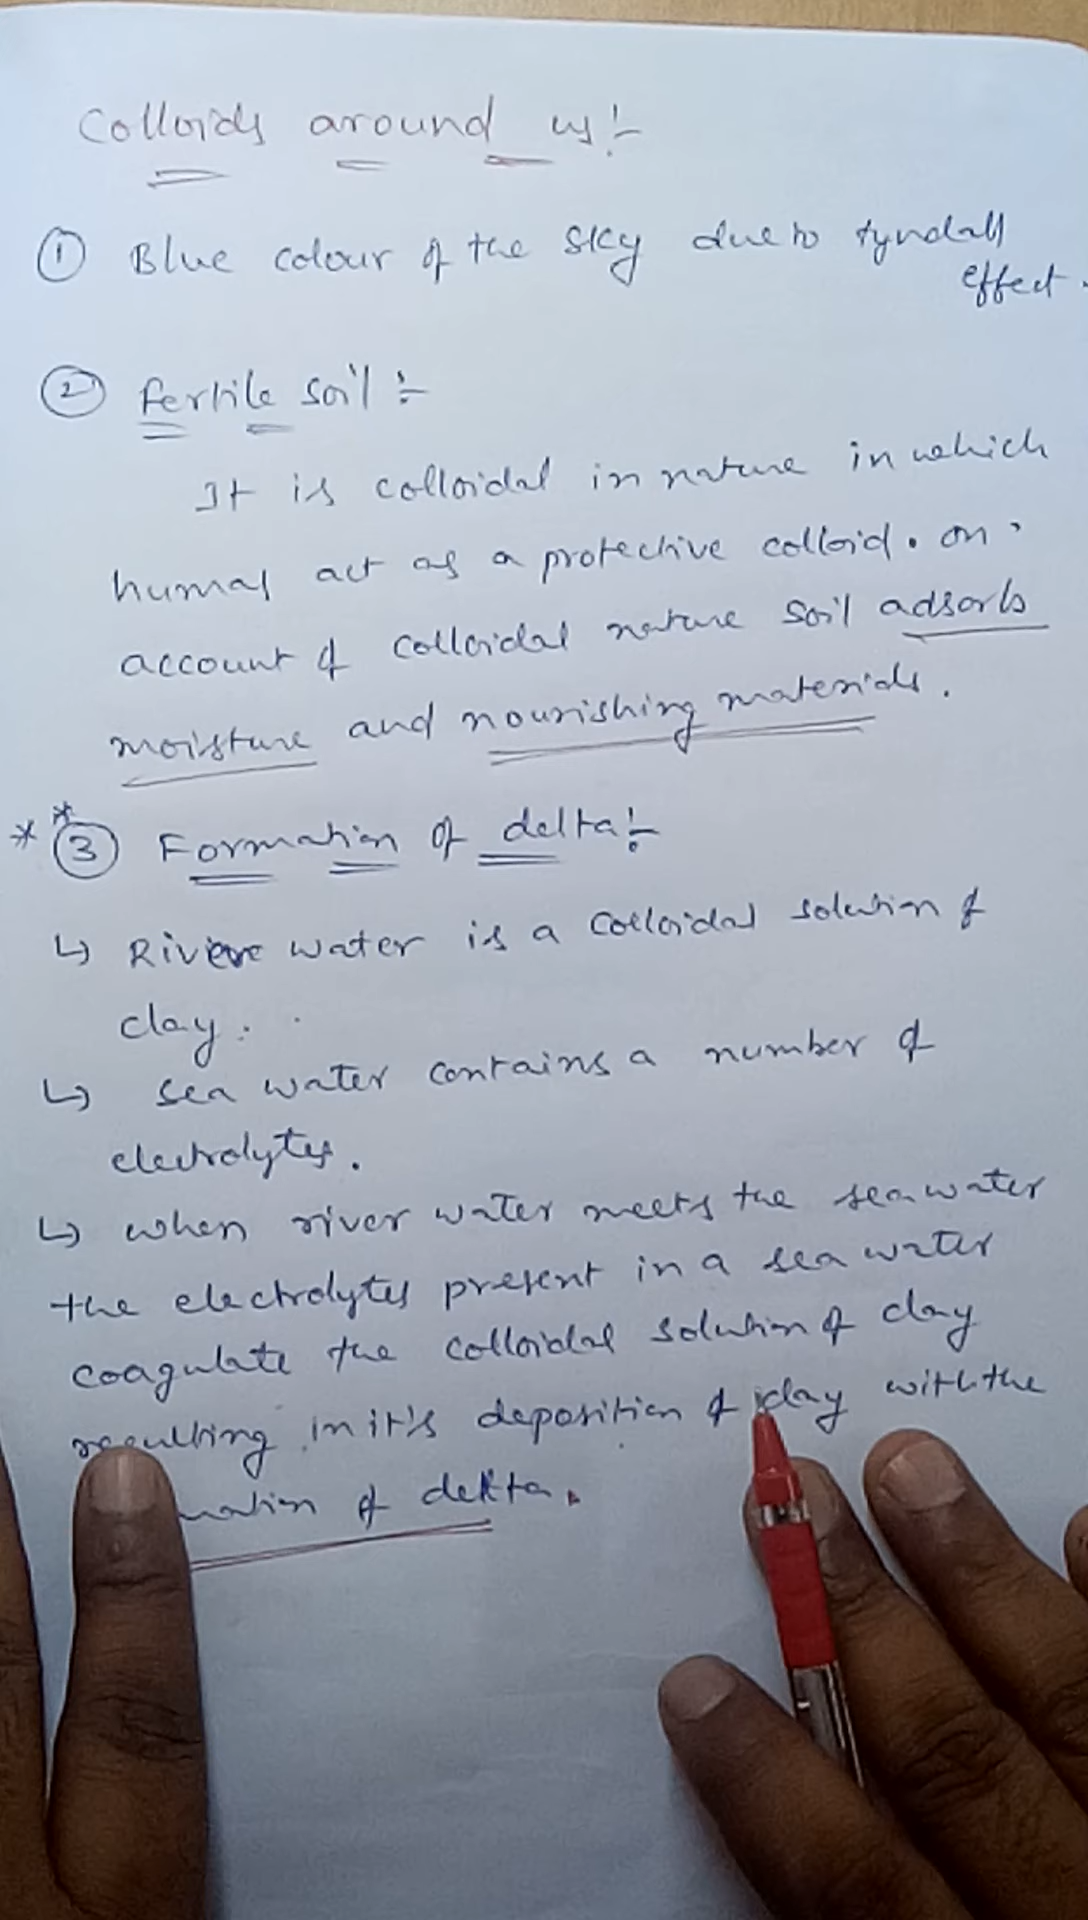 Colloids around us:-
① Blue colour of the sky due to tyndall
effect.
② fertile soil :-
It is colloidal in nature in which
humas act as a protective colloid. on
account of colloidal nature soil adsorb
moisture and nourishing materials.
** ③ Formation of delta:-
↳ River water is a colloidal solution of
clay.
↳ sea water contains a number of
electrolytes.
↳ when river water meets the sea water
the electrolytes present in a sea water
coagulate the colloidal solution of clay
resulting in it's deposition of clay with the
mation of delta.